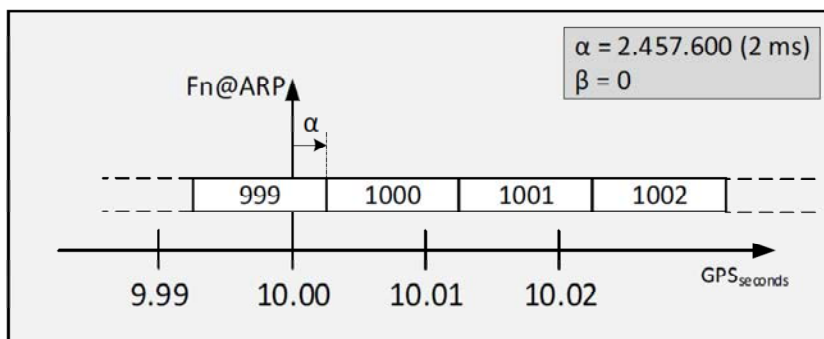 α = 2.457.600 (2 ms)
β = 0
Fn@ARP
α
999 1000 1001 1002
9.99 10.00 10.01 10.02
GPSseconds